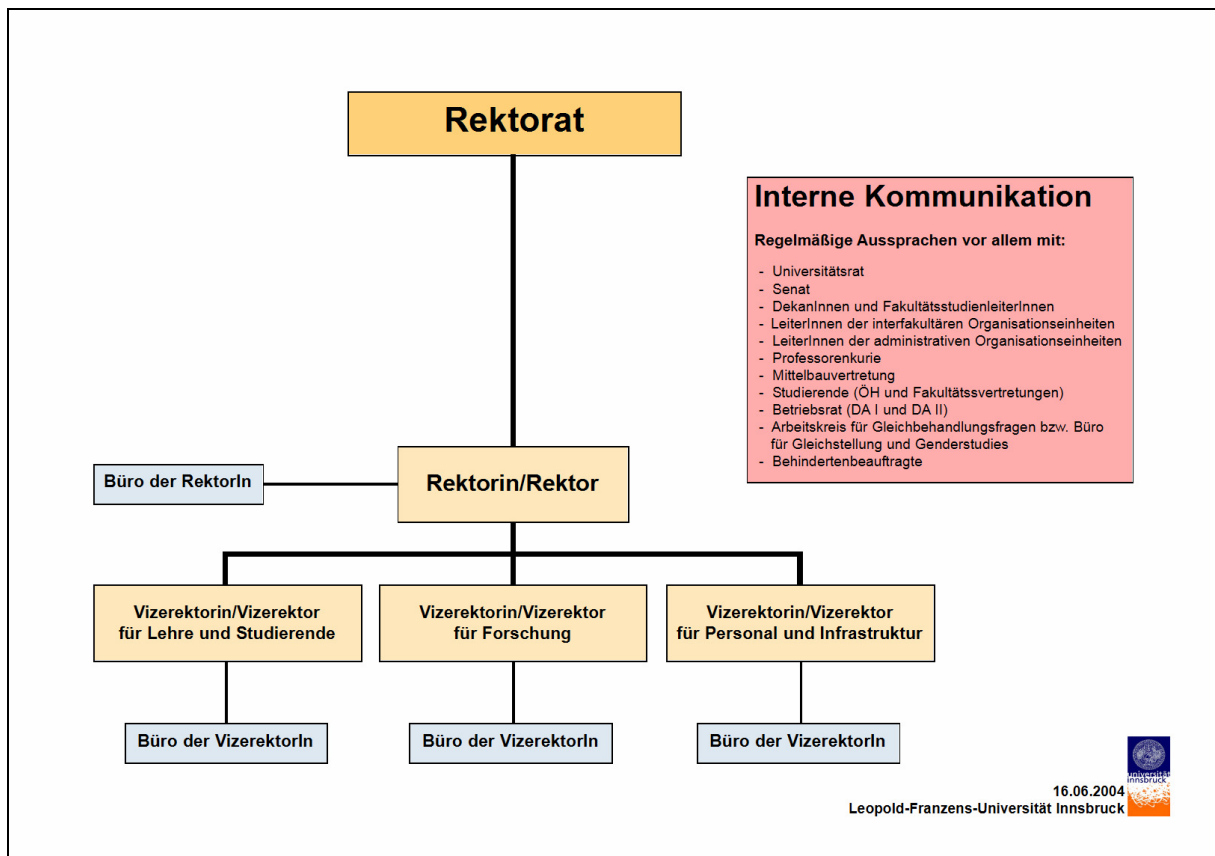 Rektorat
Interne Kommunikation
Regelmäßige Aussprachen vor allem mit:
- Universitätsrat
- Senat
- DekanInnen und FakultätsstudienleiterInnen
- LeiterInnen der interfakultären Organisationseinheiten
- LeiterInnen der administrativen Organisationseinheiten
- Professorenkurie
- Mittelbauvertretung
- Studierende (ÖH und Fakultätssvertretungen)
- Betriebsrat (DA I und DA II)
- Arbeitskreis für Gleichbehandlungsfragen bzw. Büro
für Gleichstellung und Genderstudies
- Behindertenbeauftragte
Büro der RektorIn
Rektorin/Rektor
Vizerektorin/Vizerektor
für Lehre und Studierende
Vizerektorin/Vizerektor
für Forschung
Vizerektorin/Vizerektor
für Personal und Infrastruktur
Büro der VizerektorIn
Büro der VizerektorIn
Büro der VizerektorIn
16.06.2004
Leopold-Franzens-Universität Innsbruck
universität
innsbruck